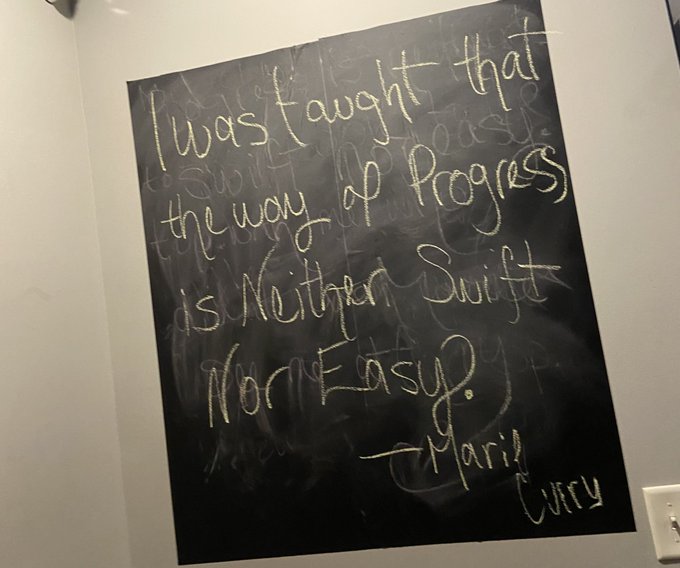 I was taught that
the way of Progress
is Neither Swift
Nor Easy?
— Marie
Curry